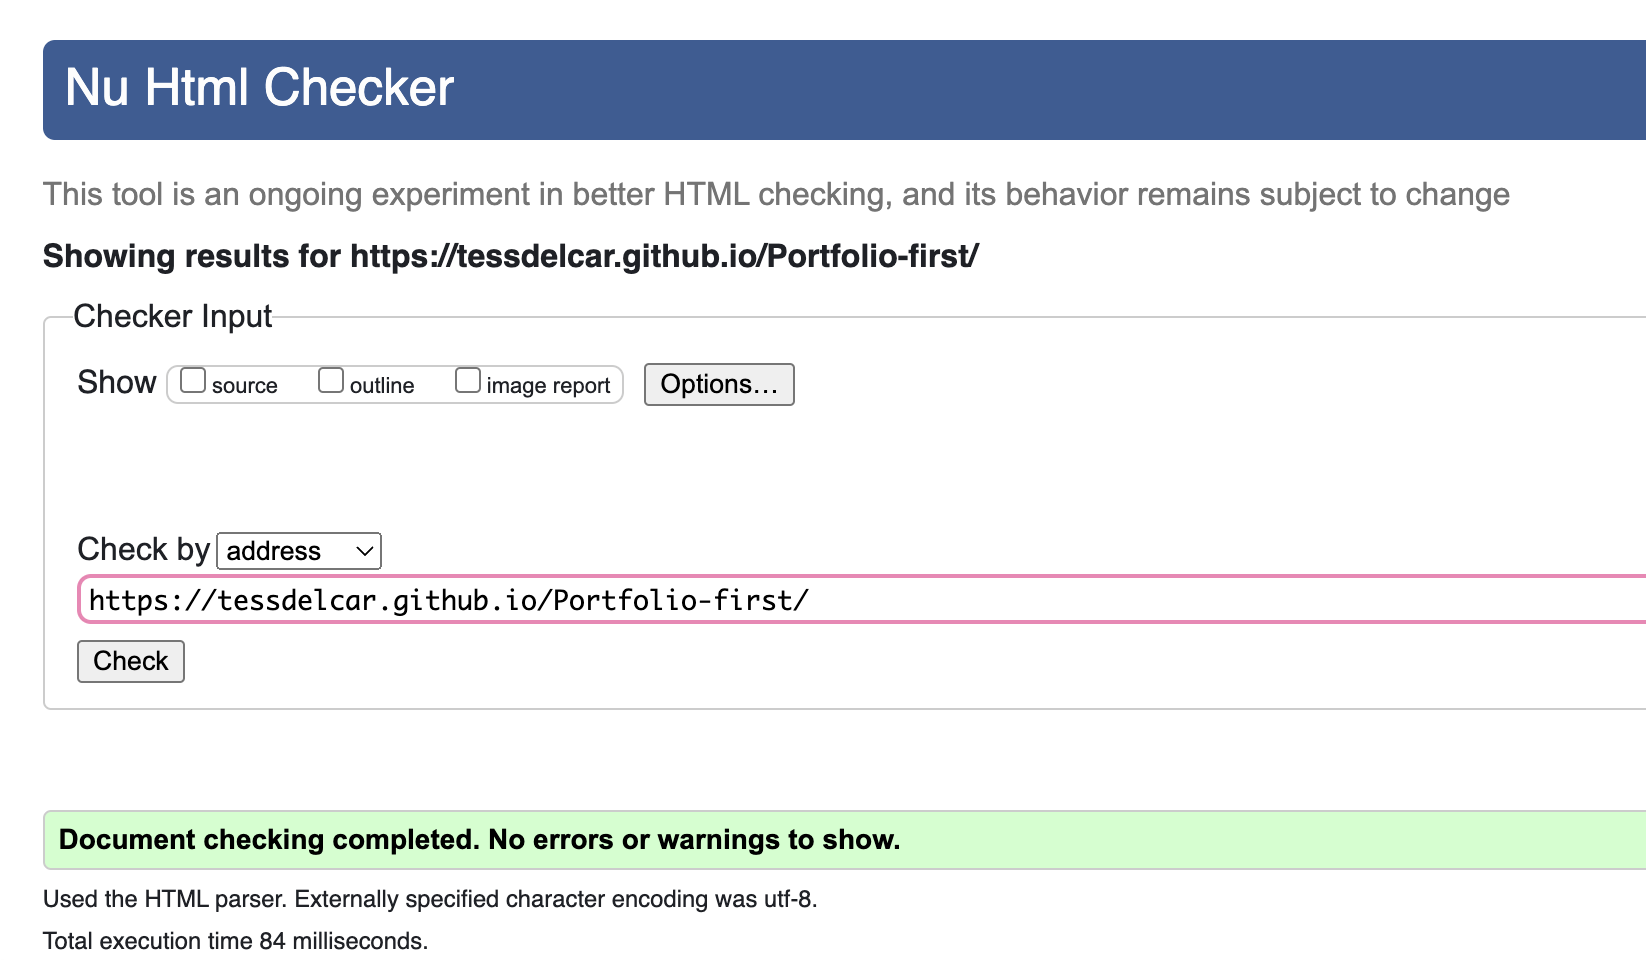 Nu Html Checker
This tool is an ongoing experiment in better HTML checking, and its behavior remains subject to change
Showing results for https://tessdelcar.github.io/Portfolio-first/
Checker Input
Show source outline image report Options...
Check by address
https://tessdelcar.github.io/Portfolio-first/
Check
Document checking completed. No errors or warnings to show.
Used the HTML parser. Externally specified character encoding was utf-8.
Total execution time 84 milliseconds.